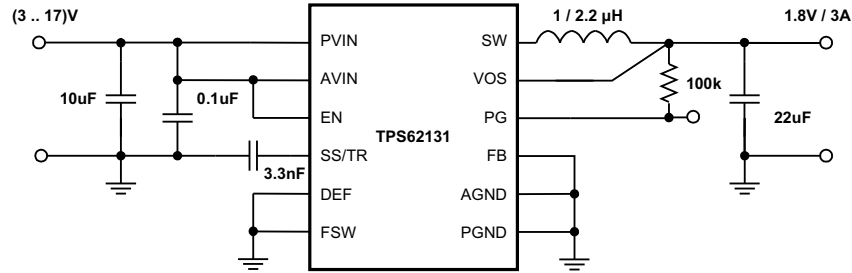 (3 .. 17)V
1 / 2.2 µH
1.8V / 3A
PVIN
SW
AVIN
VOS
10uF
0.1uF
100k
EN
PG
22uF
TPS62131
SS/TR
FB
3.3nF
DEF
AGND
FSW
PGND